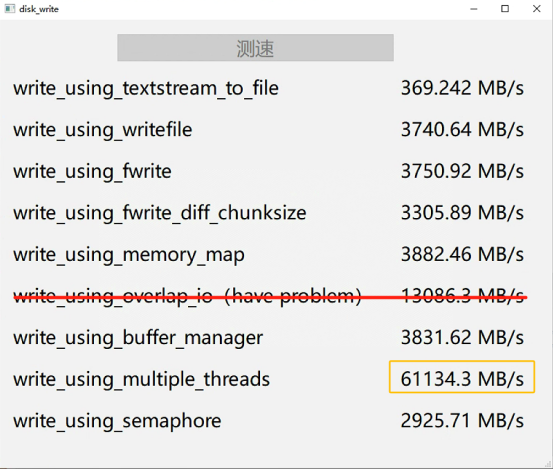 disk_write
测速
write_using_textstream_to_file 369.242 MB/s
write_using_writefile 3740.64 MB/s
write_using_fwrite 3750.92 MB/s
write_using_fwrite_diff_chunksize 3305.89 MB/s
write_using_memory_map 3882.46 MB/s
write_using_overlap_io（have problem） 13086.3 MB/s
write_using_buffer_manager 3831.62 MB/s
write_using_multiple_threads 61134.3 MB/s
write_using_semaphore 2925.71 MB/s